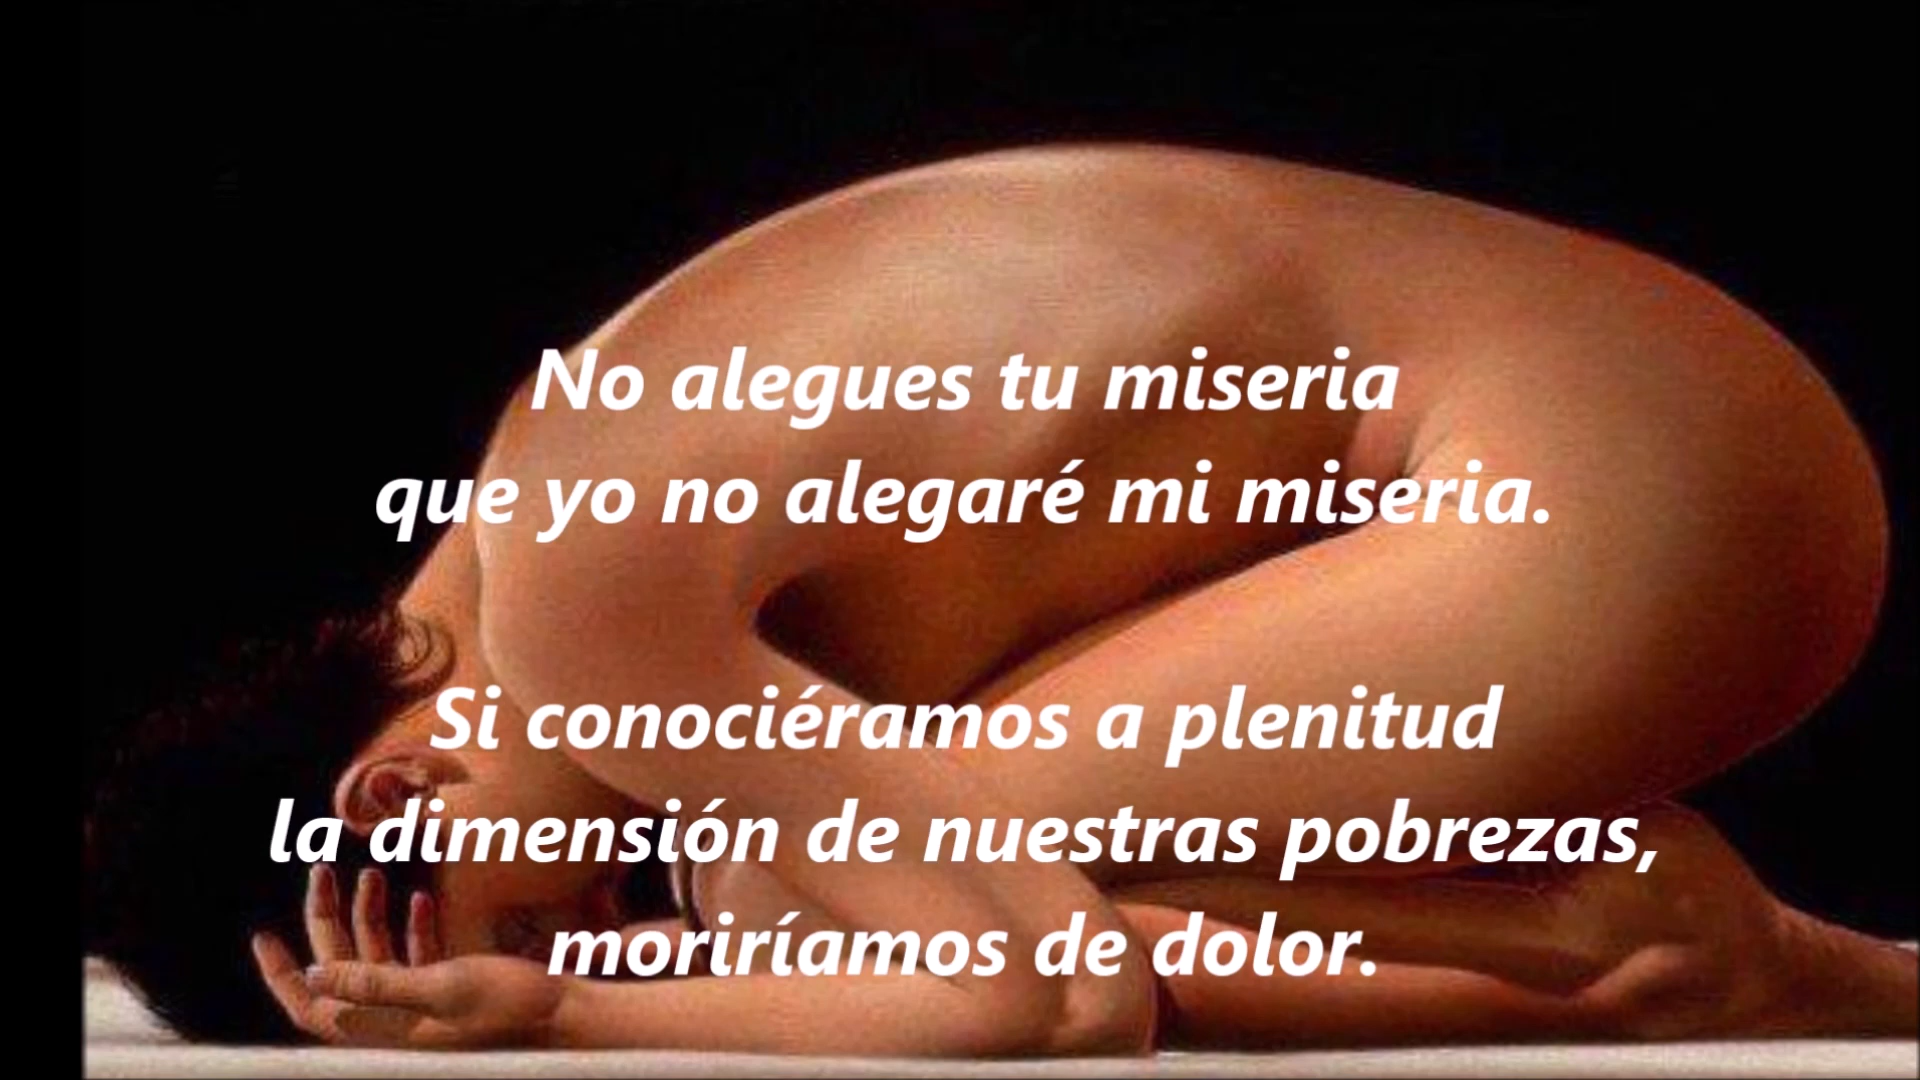 No alegues tu miseria
que yo no alegaré mi miseria.
Si conociéramos a plenitud
la dimensión de nuestras pobrezas,
moriríamos de dolor.